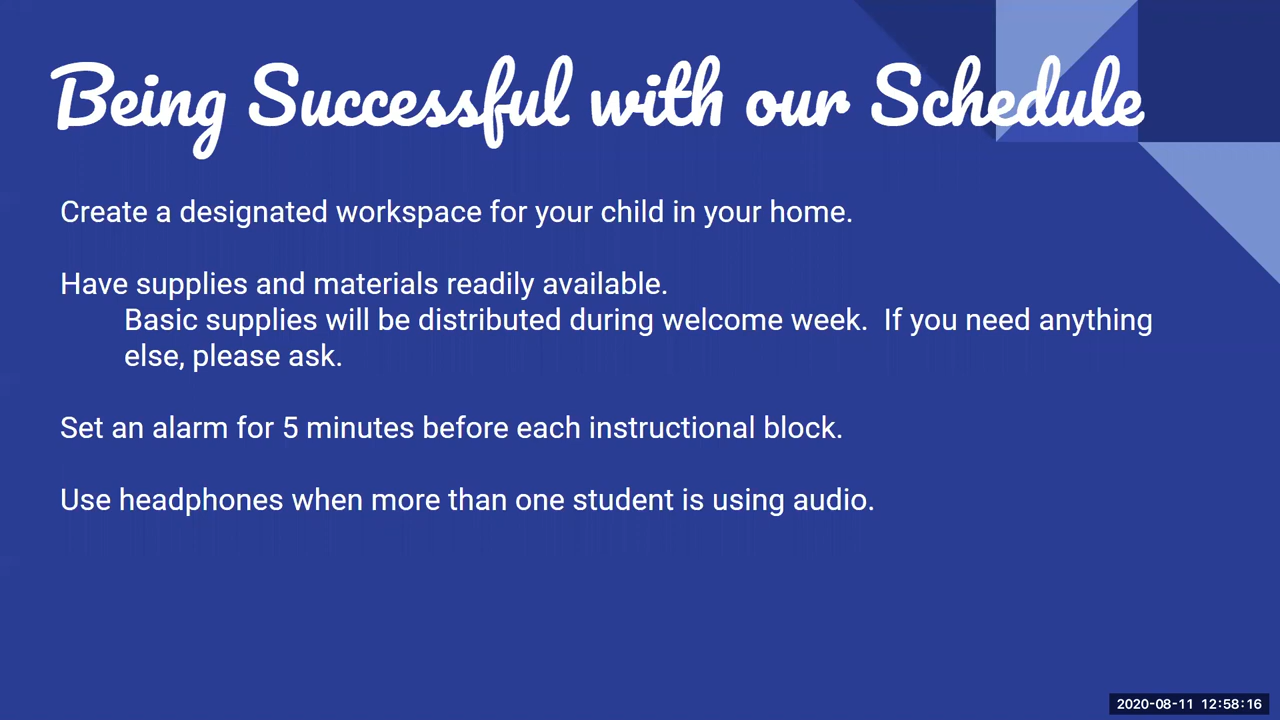 Being Successful with our Schedule
Create a designated workspace for your child in your home.
Have supplies and materials readily available.
Basic supplies will be distributed during welcome week.  If you need anything
else, please ask.
Set an alarm for 5 minutes before each instructional block.
Use headphones when more than one student is using audio.
2020-08-11 12:58:16